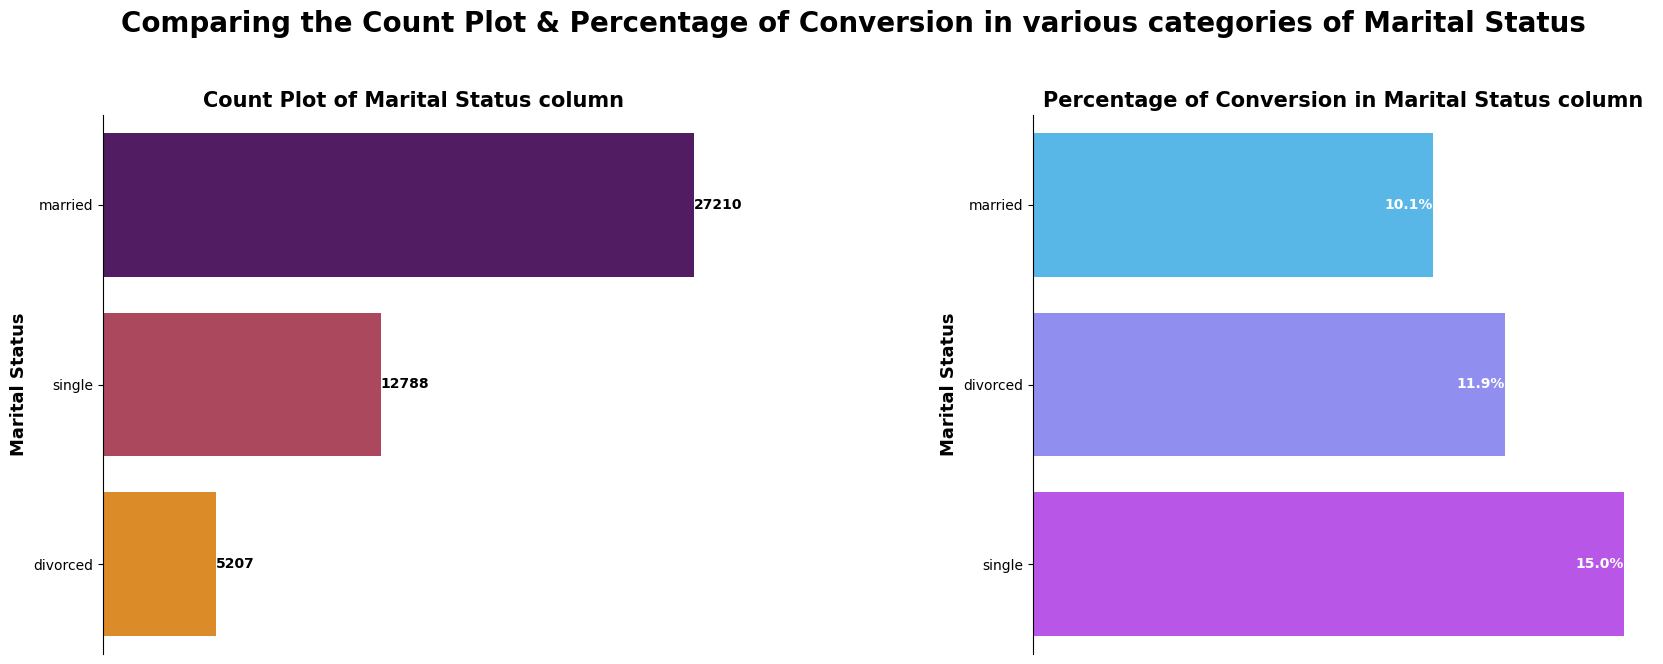 Comparing the Count Plot & Percentage of Conversion in various categories of Marital Status
Count Plot of Marital Status column
Marital Status
married
27210
single
12788
divorced
5207
Percentage of Conversion in Marital Status column
Marital Status
married
10.1%
divorced
11.9%
single
15.0%